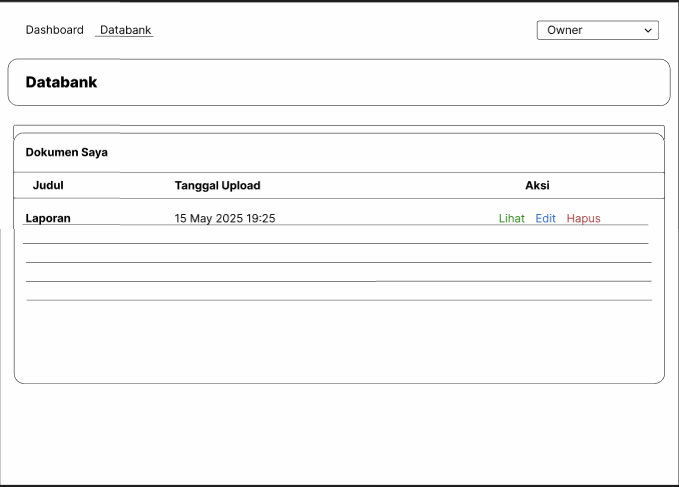 Dashboard Databank Owner
Databank
Dokumen Saya
Judul Tanggal Upload Aksi
Laporan 15 May 2025 19:25 Lihat Edit Hapus